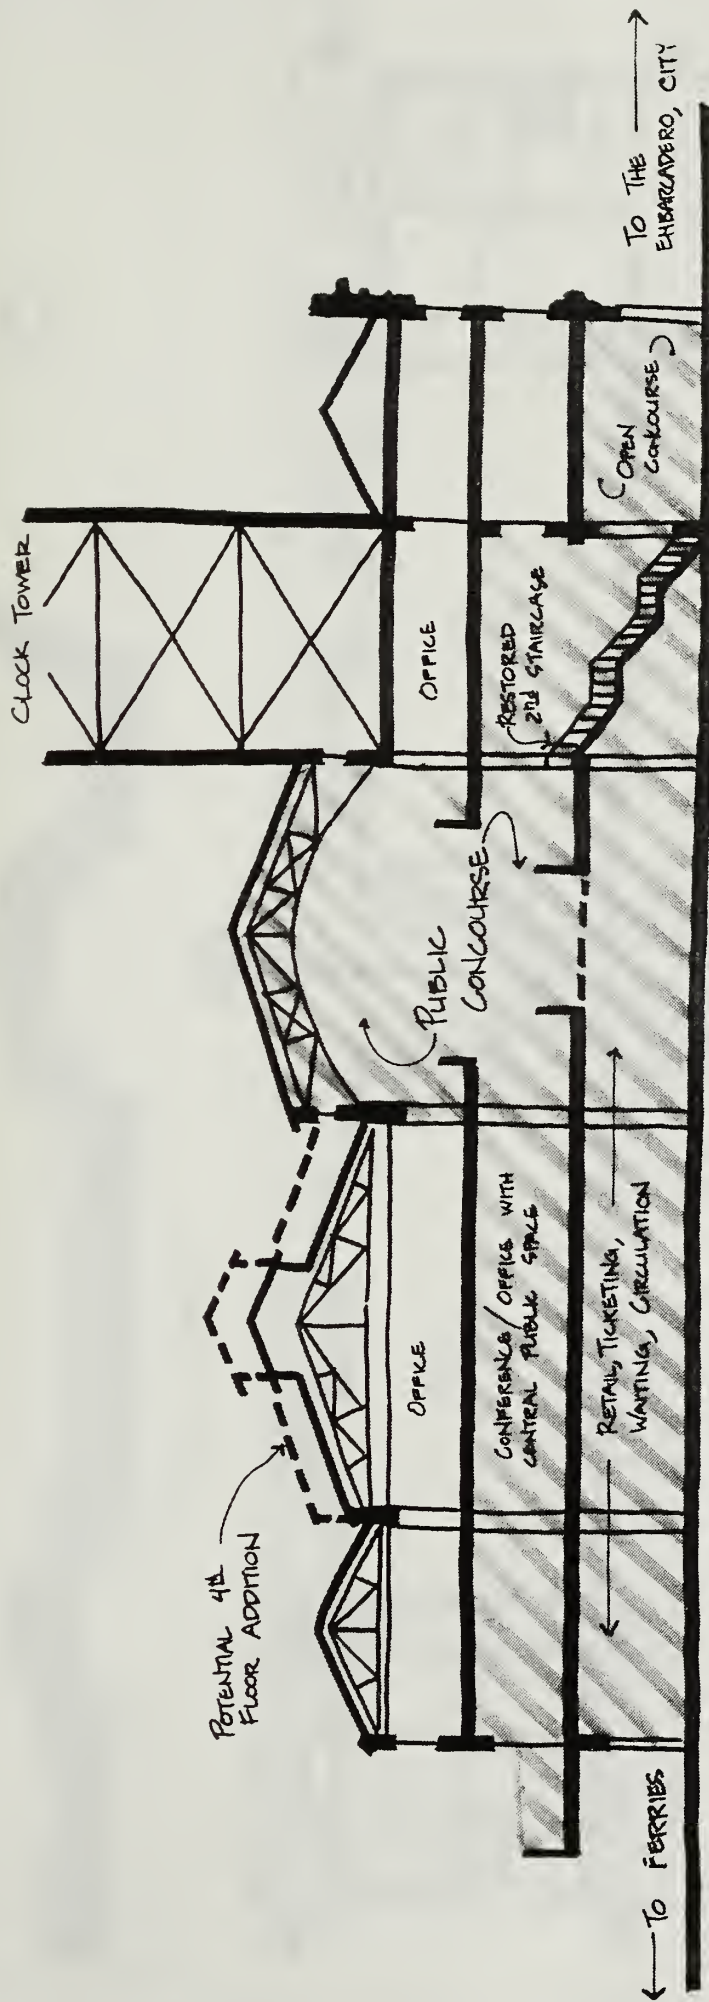 CLOCK TOWER
TO THE
EMBARCADERO, CITY
POTENTIAL 4th
FLOOR ADDITION
OFFICE
OFFICE
RESTORED
2nd STAIRCASE
OPEN
CONCOURSE
PUBLIC
CONCOURSE
CONFERENCE/OFFICE WITH
CENTRAL PUBLIC SPACE
RETAIL, TICKETING,
WAITING, CIRCULATION
TO FERRIES